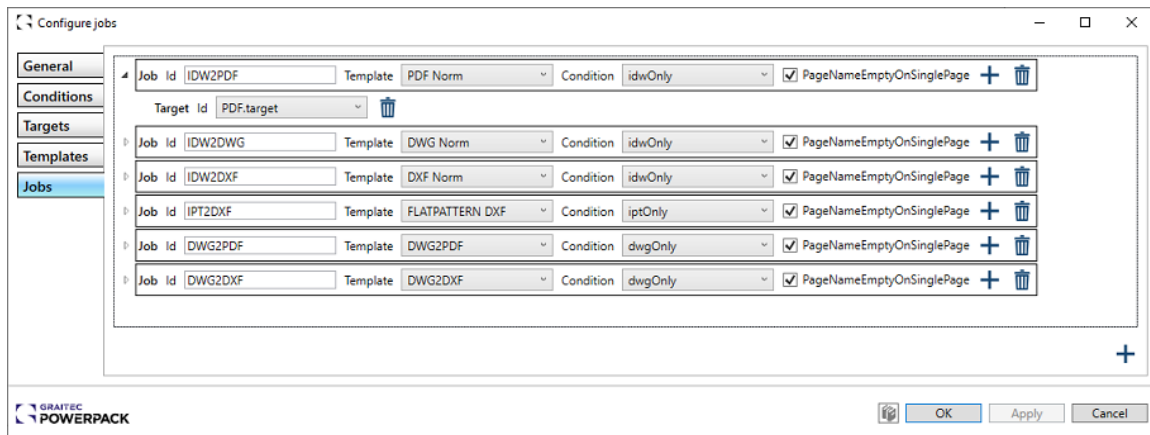 Configure jobs
General
Conditions
Targets
Templates
Jobs
Job Id IDW2PDF Template PDF Norm Condition idwOnly PageNameEmptyOnSinglePage
Target Id PDF.target
Job Id IDW2DWG Template DWG Norm Condition idwOnly PageNameEmptyOnSinglePage
Job Id IDW2DXF Template DXF Norm Condition idwOnly PageNameEmptyOnSinglePage
Job Id IPT2DXF Template FLATPATTERN DXF Condition iptOnly PageNameEmptyOnSinglePage
Job Id DWG2PDF Template DWG2PDF Condition dwgOnly PageNameEmptyOnSinglePage
Job Id DWG2DXF Template DWG2DXF Condition dwgOnly PageNameEmptyOnSinglePage
GRAITEC
POWERPACK
OK Apply Cancel